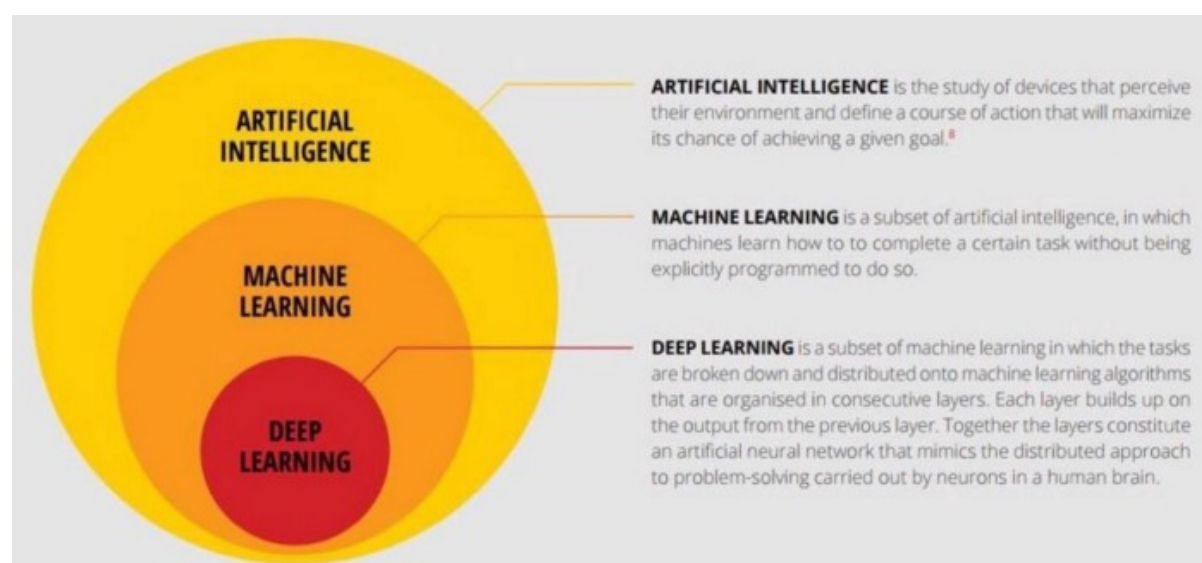 ARTIFICIAL
INTELLIGENCE
MACHINE
LEARNING
DEEP
LEARNING
ARTIFICIAL INTELLIGENCE is the study of devices that perceive
their environment and define a course of action that will maximize
its chance of achieving a given goal.8
MACHINE LEARNING is a subset of artificial intelligence, in which
machines learn how to to complete a certain task without being
explicitly programmed to do so.
DEEP LEARNING is a subset of machine learning in which the tasks
are broken down and distributed onto machine learning algorithms
that are organised in consecutive layers. Each layer builds up on
the output from the previous layer. Together the layers constitute
an artificial neural network that mimics the distributed approach
to problem-solving carried out by neurons in a human brain.